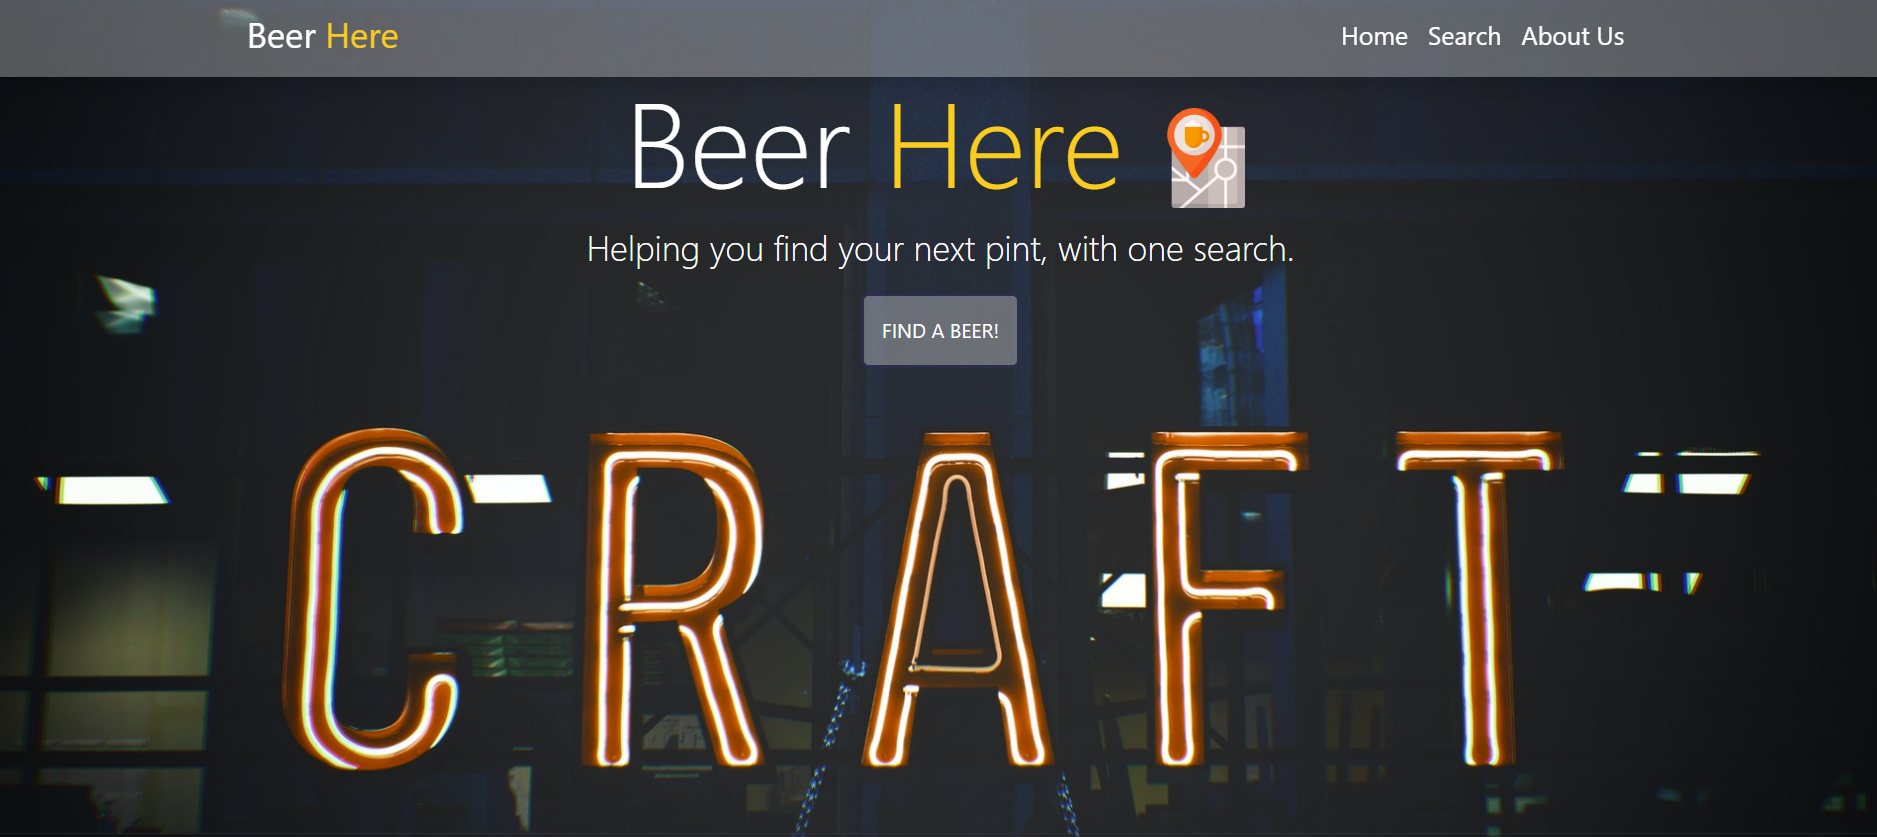 Beer Here
Home Search About Us
Beer Here
Helping you find your next pint, with one search.
FIND A BEER!
CRAFT